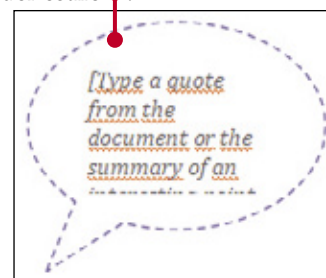 [Type a quote
from the
document or the
summary of an